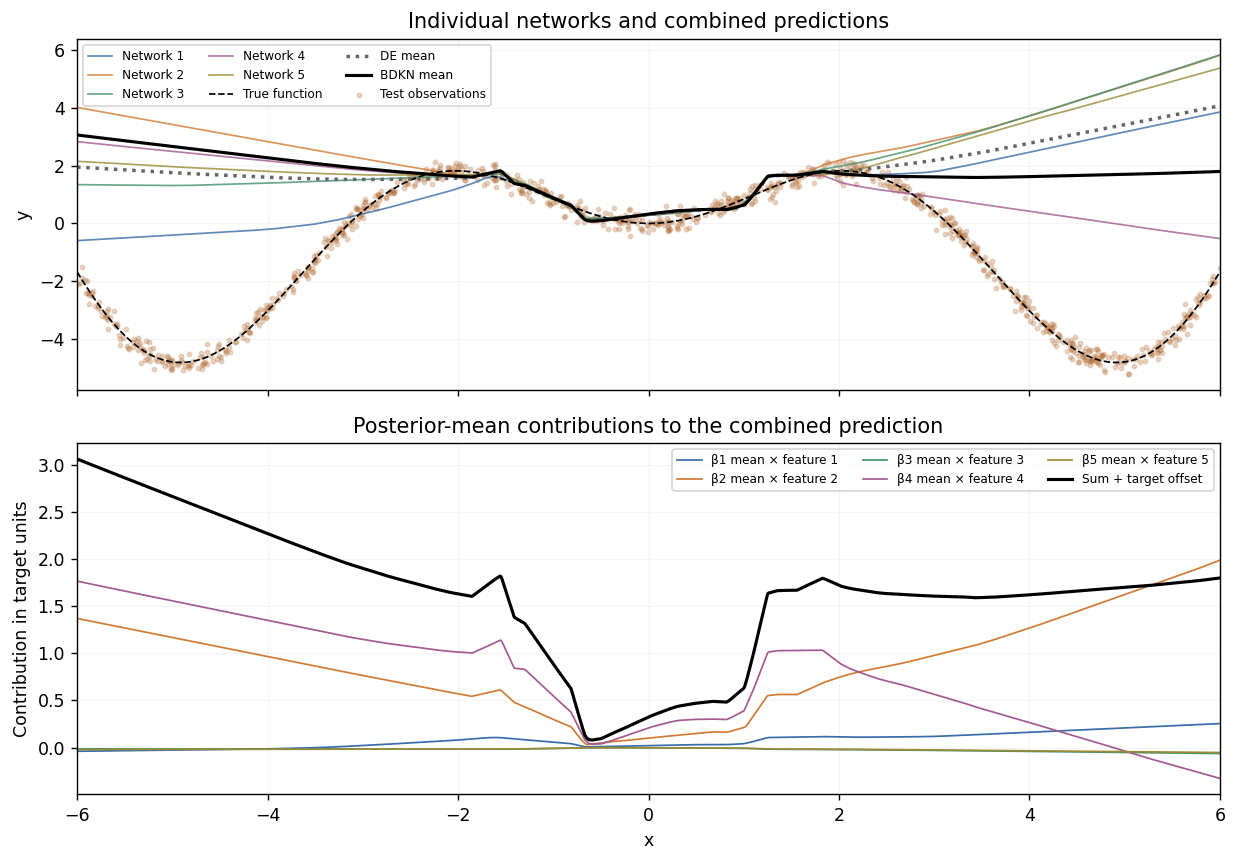 Individual networks and combined predictions
6
4
2
0
−2
−4
y
Network 1
Network 2
Network 3
Network 4
Network 5
True function
DE mean
BDKN mean
Test observations
Posterior-mean contributions to the combined prediction
3.0
2.5
2.0
1.5
1.0
0.5
0.0
Contribution in target units
β1 mean × feature 1
β2 mean × feature 2
β3 mean × feature 3
β4 mean × feature 4
β5 mean × feature 5
Sum + target offset
−6
−4
−2
0
2
4
6
x